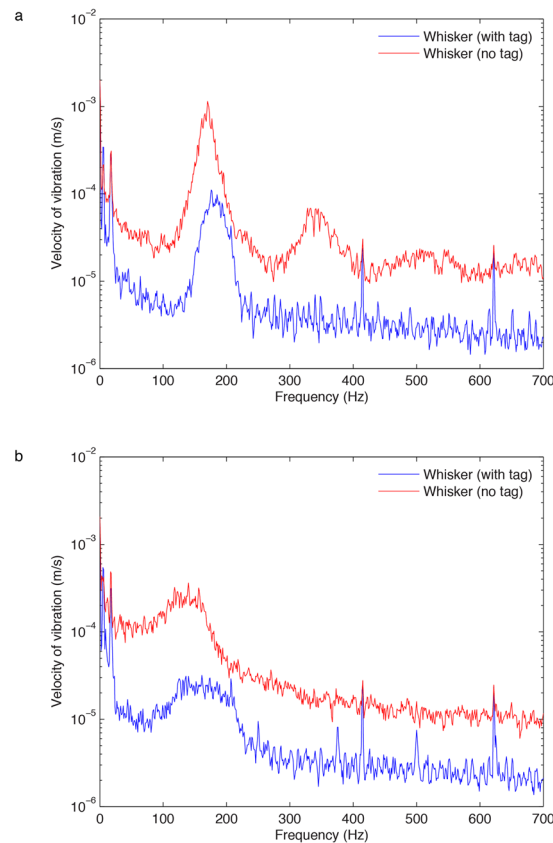 a
10⁻²
Whisker (with tag)
Whisker (no tag)
10⁻³
10⁻⁴
10⁻⁵
10⁻⁶
Velocity of vibration (m/s)
0 100 200 300 400 500 600 700
Frequency (Hz)
b
10⁻²
Whisker (with tag)
Whisker (no tag)
10⁻³
10⁻⁴
10⁻⁵
10⁻⁶
Velocity of vibration (m/s)
0 100 200 300 400 500 600 700
Frequency (Hz)